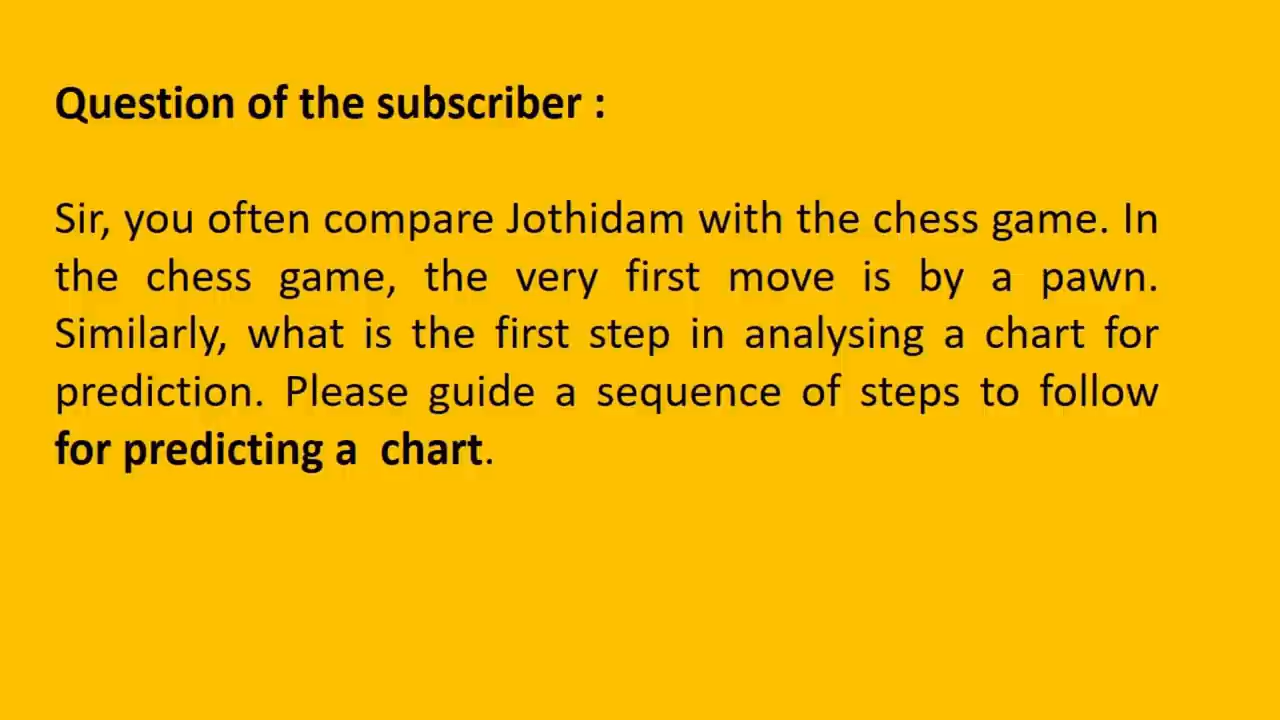 Question of the subscriber :
Sir, you often compare Jothidam with the chess game. In
the chess game, the very first move is by a pawn.
Similarly, what is the first step in analysing a chart for
prediction. Please guide a sequence of steps to follow
for predicting a chart.